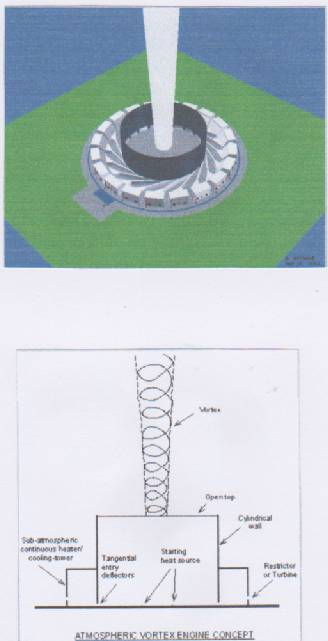 Vortex
Open top
Cylindrical
wall
Sub-atmospheric
continuous heater/
cooling-tower
Tangential
entry
deflectors
Starting
heat source
Restrictor
or Turbine
ATMOSPHERIC VORTEX ENGINE CONCEPT